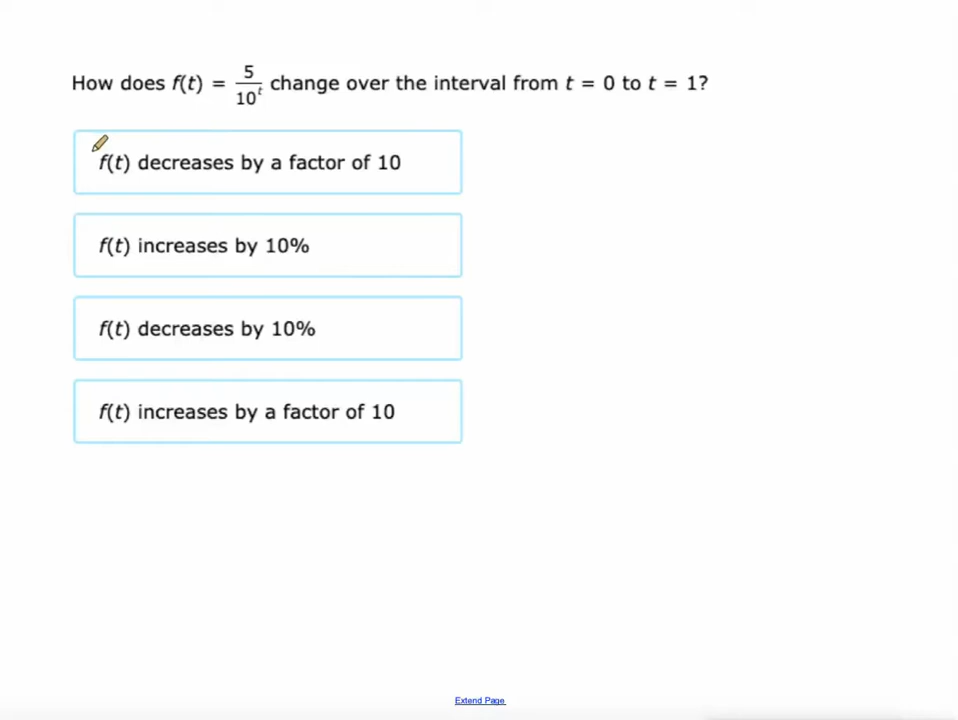 How does f(t) = 5/10^t change over the interval from t = 0 to t = 1?
f(t) decreases by a factor of 10
f(t) increases by 10%
f(t) decreases by 10%
f(t) increases by a factor of 10
Extend Page